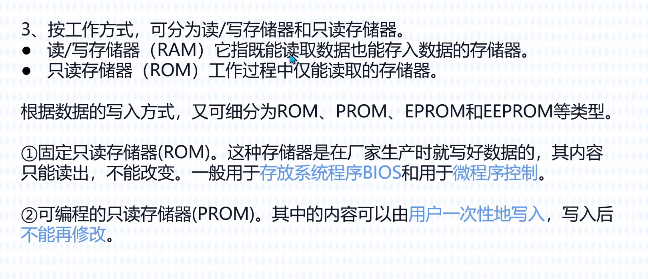 3、按工作方式，可分为读/写存储器和只读存储器。
● 读/写存储器（RAM）它指既能读取数据也能存入数据的存储器。
● 只读存储器（ROM）工作过程中仅能读取的存储器。
根据数据的写入方式，又可细分为ROM、PROM、EPROM和EEPROM等类型。
①固定只读存储器(ROM)。这种存储器是在厂家生产时就写好数据的，其内容
只能读出，不能改变。一般用于存放系统程序BIOS和用于微程序控制。
②可编程的只读存储器(PROM)。其中的内容可以由用户一次性地写入，写入后
不能再修改。